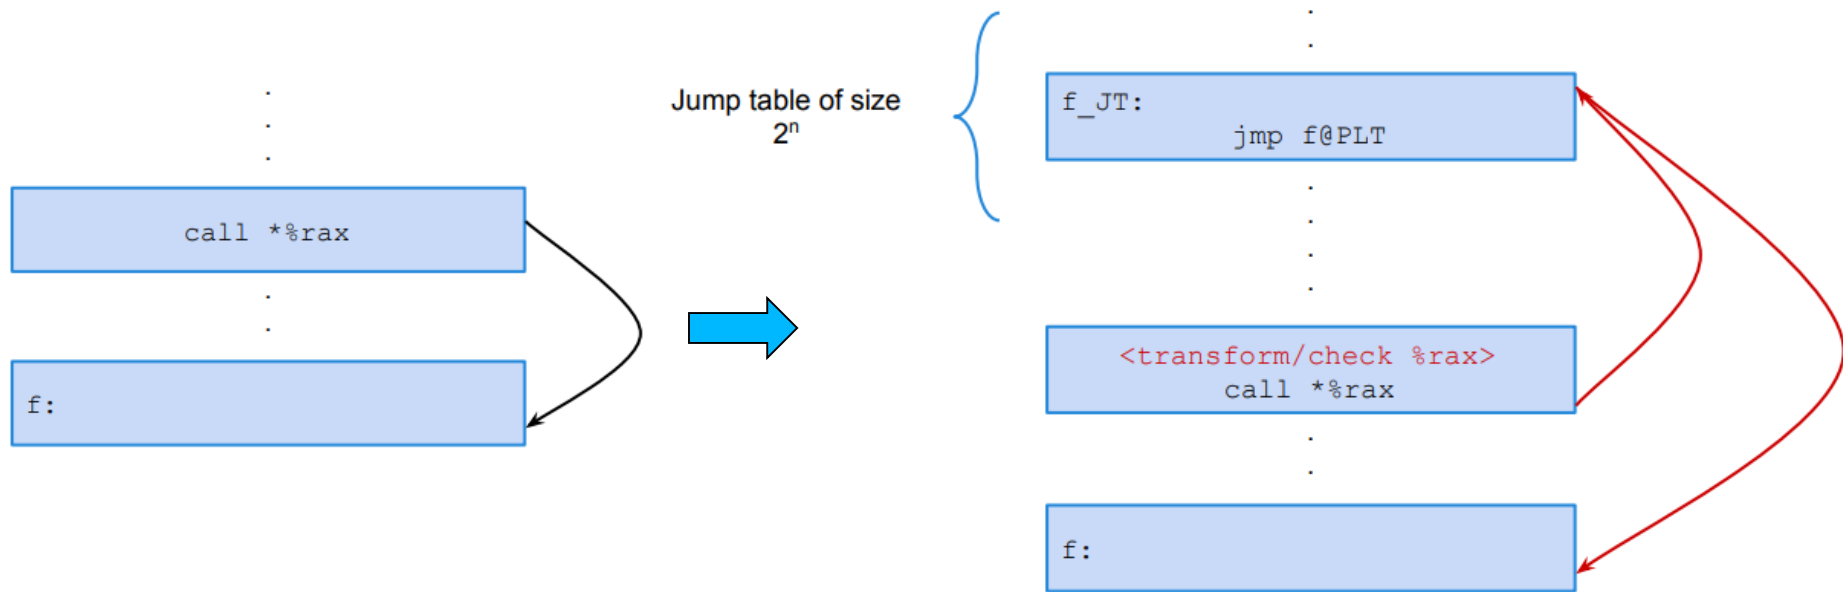 call *%rax
f:
Jump table of size
2ⁿ
f_JT:
jmp f@PLT
<transform/check %rax>
call *%rax
f: